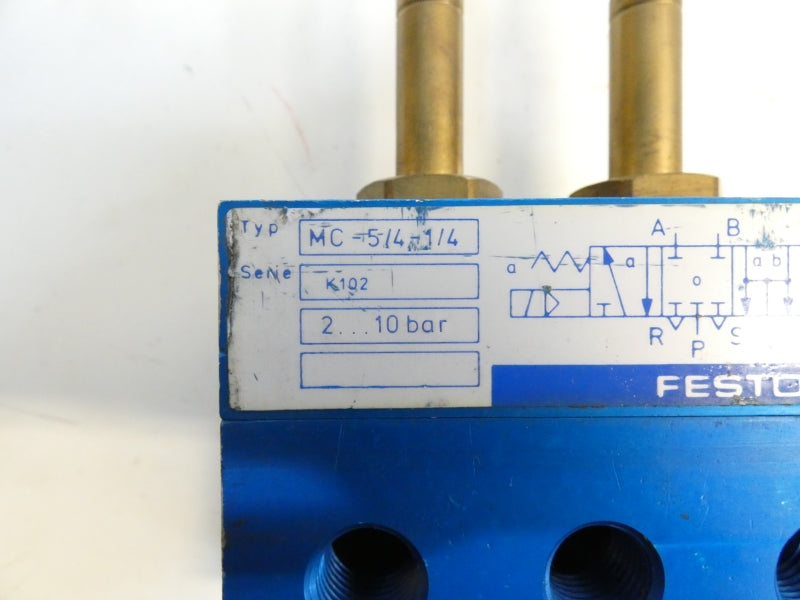 Typ MC-5/4-1/4
Serie K102
2...10 bar
A B
a a o a b
R P S
FESTO